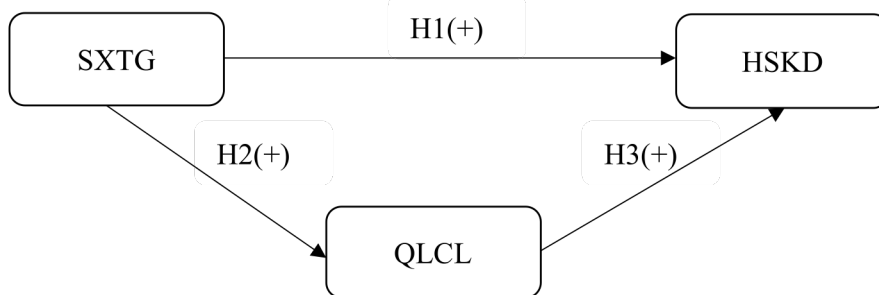 H1(+)
SXTG
HSKD
H2(+)
H3(+)
QLCL